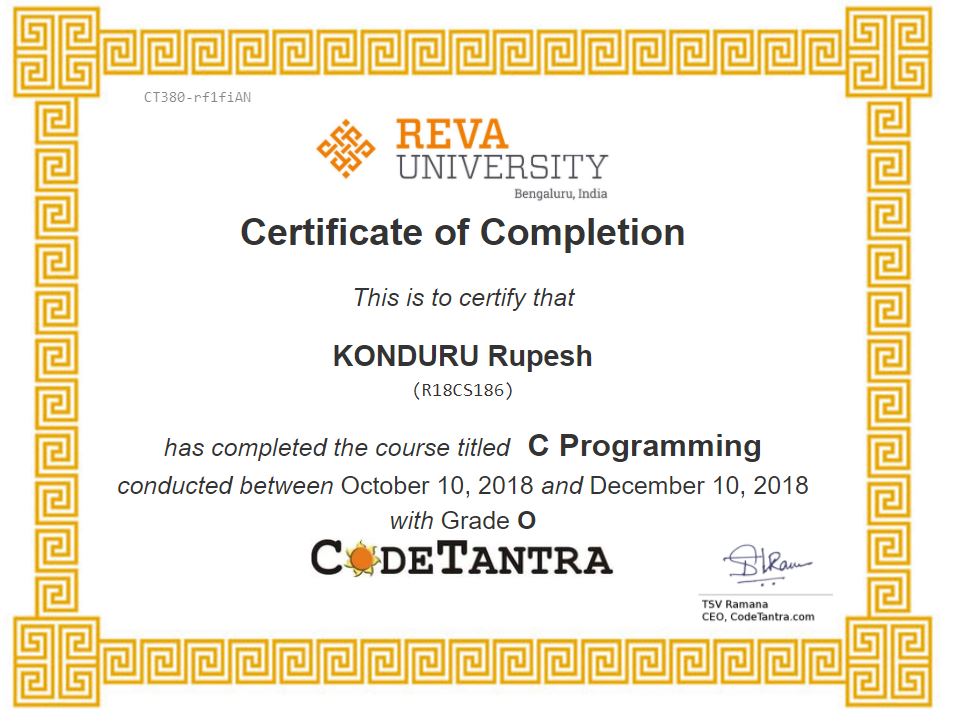 CT380-rf1fiAN
REVA
UNIVERSITY
Bengaluru, India
Certificate of Completion
This is to certify that
KONDURU Rupesh
(R18CS186)
has completed the course titled C Programming
conducted between October 10, 2018 and December 10, 2018
with Grade O
CODETANTRA
TSV Ramana
CEO, CodeTantra.com